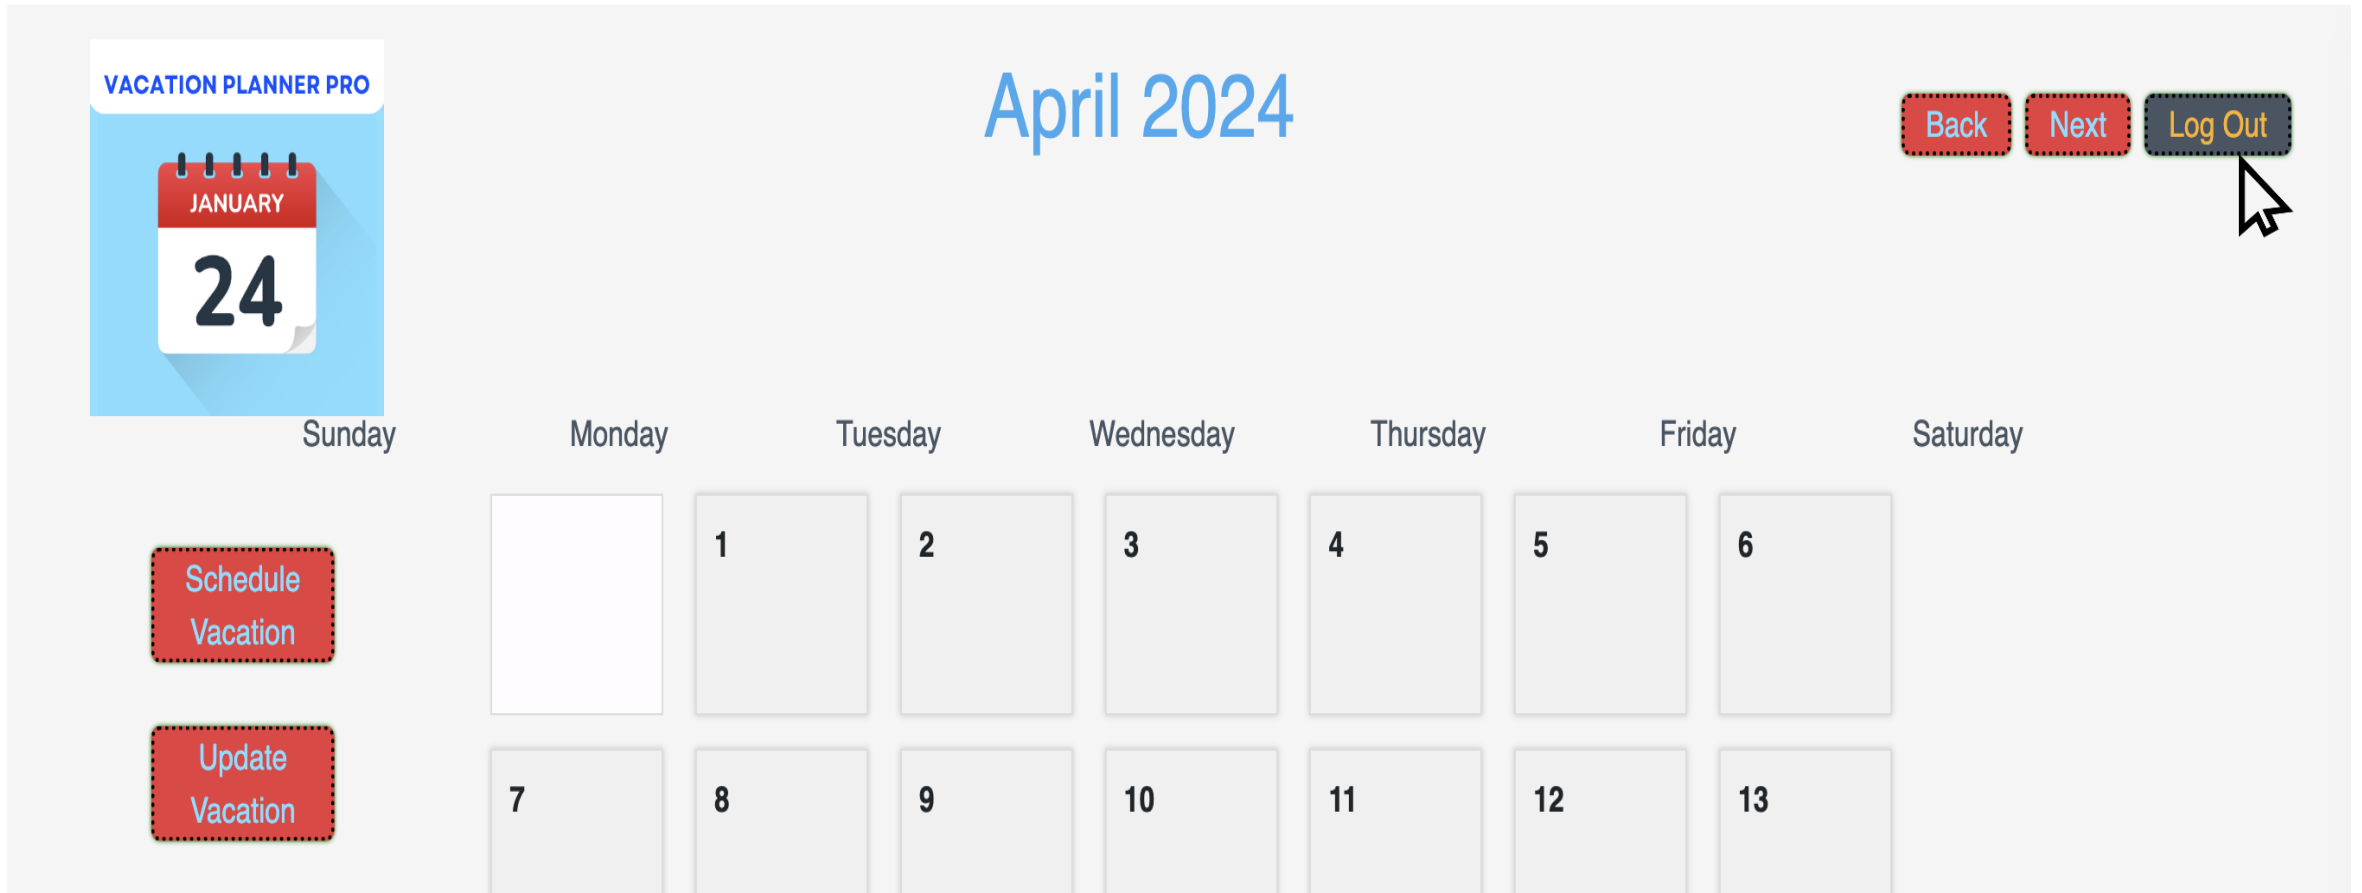 VACATION PLANNER PRO
JANUARY
24
April 2024
Back Next Log Out
Sunday Monday Tuesday Wednesday Thursday Friday Saturday
Schedule
Vacation
Update
Vacation
1 2 3 4 5 6
7 8 9 10 11 12 13